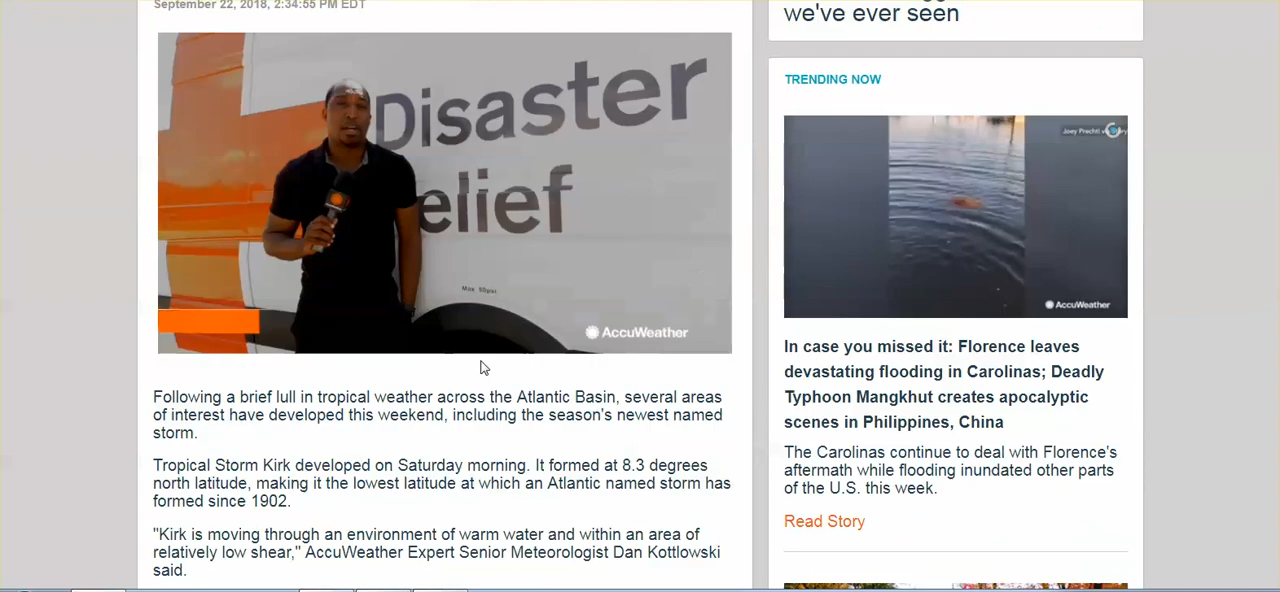 September 22, 2018, 2:34:55 PM EDT
Disaster
elief
Max 55psi
AccuWeather
Following a brief lull in tropical weather across the Atlantic Basin, several areas
of interest have developed this weekend, including the season's newest named
storm.
Tropical Storm Kirk developed on Saturday morning. It formed at 8.3 degrees
north latitude, making it the lowest latitude at which an Atlantic named storm has
formed since 1902.
"Kirk is moving through an environment of warm water and within an area of
relatively low shear," AccuWeather Expert Senior Meteorologist Dan Kottlowski
said.
we've ever seen
TRENDING NOW
Joey Prechtl
AccuWeather
In case you missed it: Florence leaves
devastating flooding in Carolinas; Deadly
Typhoon Mangkhut creates apocalyptic
scenes in Philippines, China
The Carolinas continue to deal with Florence's
aftermath while flooding inundated other parts
of the U.S. this week.
Read Story